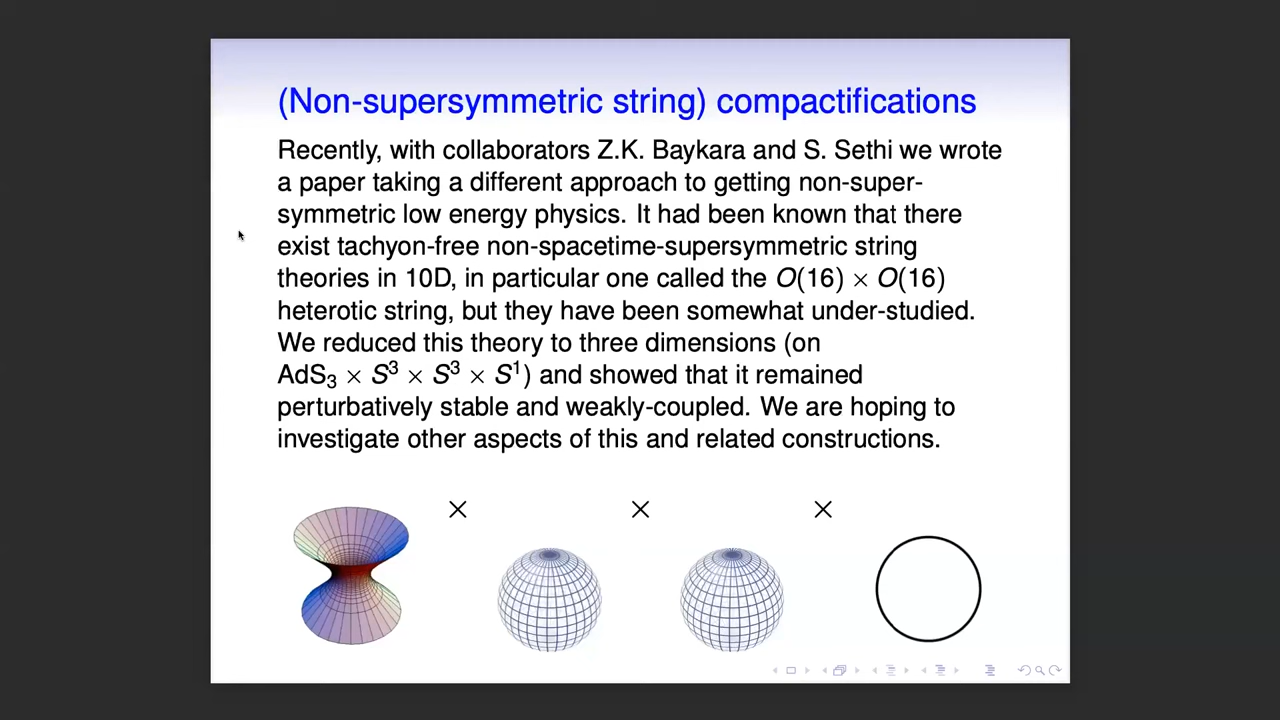 (Non-supersymmetric string) compactifications
Recently, with collaborators Z.K. Baykara and S. Sethi we wrote
a paper taking a different approach to getting non-super-
symmetric low energy physics. It had been known that there
exist tachyon-free non-spacetime-supersymmetric string
theories in 10D, in particular one called the O(16) × O(16)
heterotic string, but they have been somewhat under-studied.
We reduced this theory to three dimensions (on
AdS₃ × S³ × S³ × S¹) and showed that it remained
perturbatively stable and weakly-coupled. We are hoping to
investigate other aspects of this and related constructions.
× × ×